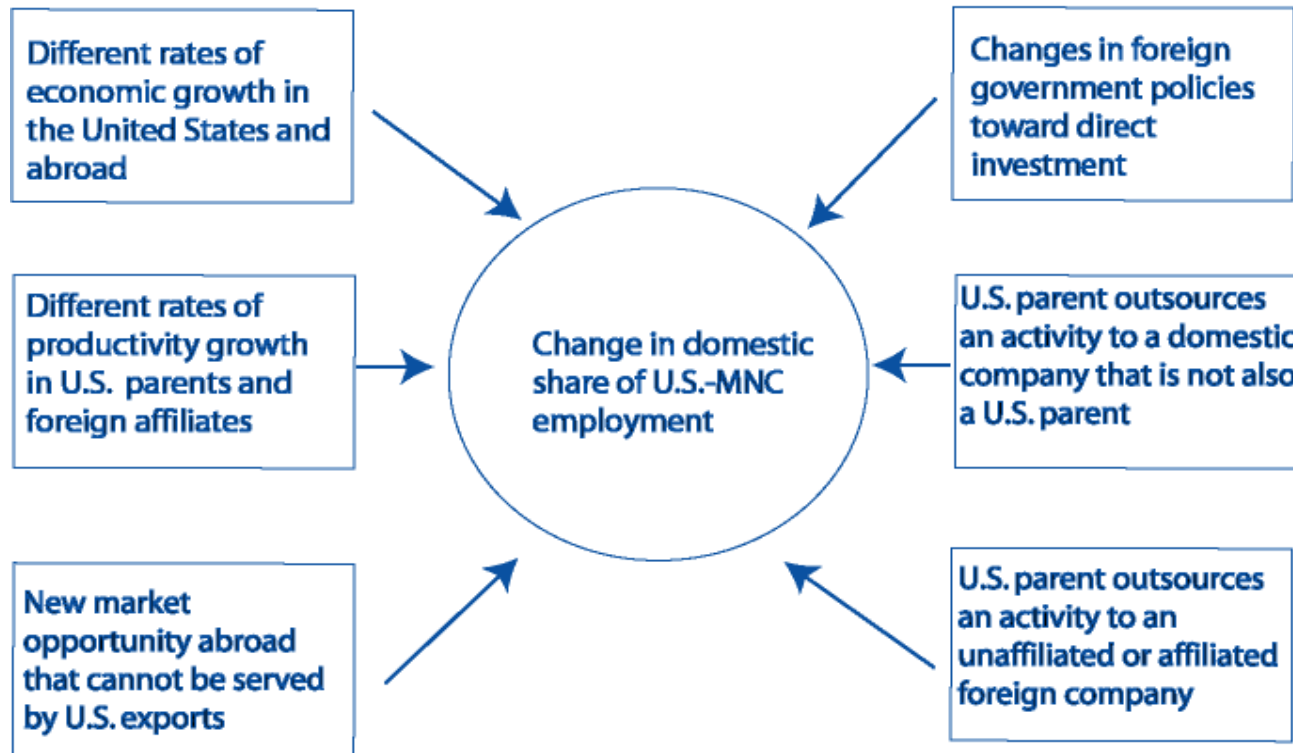 Different rates of
economic growth in
the United States and
abroad
Changes in foreign
government policies
toward direct
investment
Different rates of
productivity growth
in U.S. parents and
foreign affiliates
Change in domestic
share of U.S.-MNC
employment
U.S. parent outsources
an activity to a domestic
company that is not also
a U.S. parent
New market
opportunity abroad
that cannot be served
by U.S. exports
U.S. parent outsources
an activity to an
unaffiliated or affiliated
foreign company